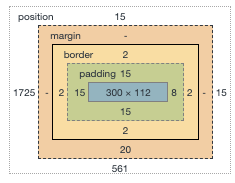 position 15
margin -
border 2
padding 15
1725 - 2 15 300 × 112 8 2 - 15
15
2
20
561